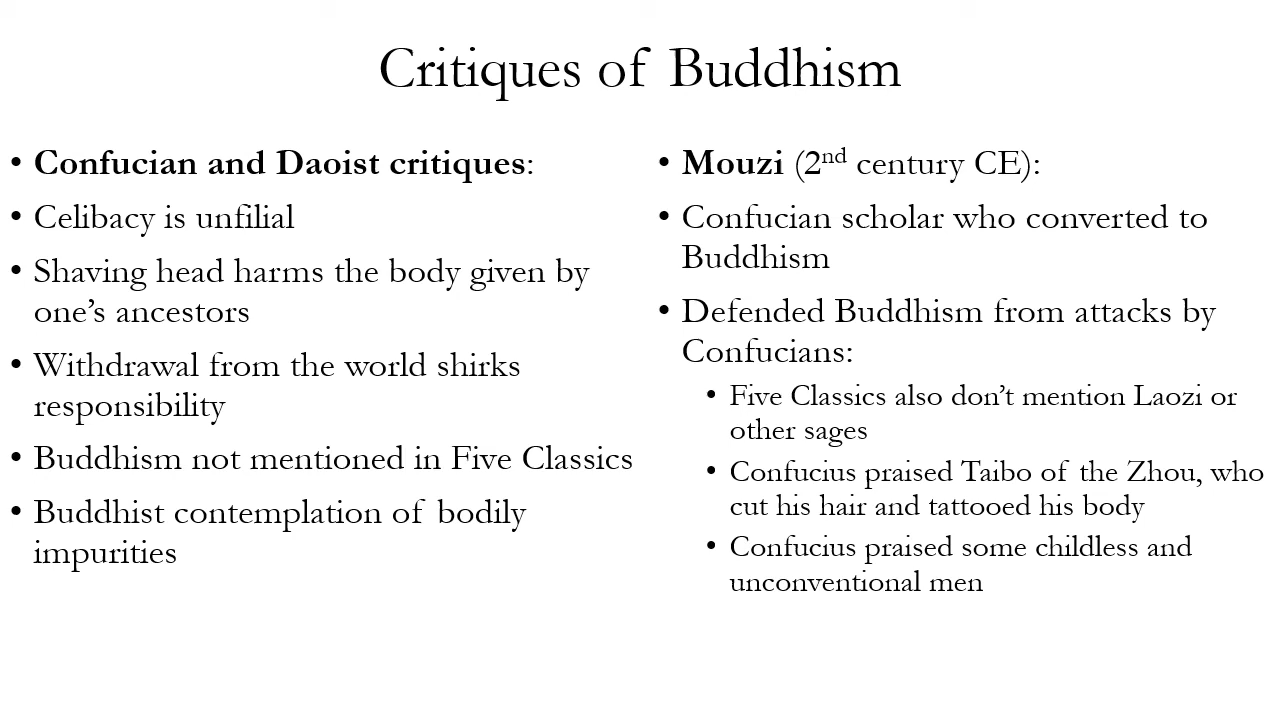 Critiques of Buddhism
• Confucian and Daoist critiques:
• Celibacy is unfilial
• Shaving head harms the body given by
one’s ancestors
• Withdrawal from the world shirks
responsibility
• Buddhism not mentioned in Five Classics
• Buddhist contemplation of bodily
impurities
• Mouzi (2nd century CE):
• Confucian scholar who converted to
Buddhism
• Defended Buddhism from attacks by
Confucians:
• Five Classics also don’t mention Laozi or
other sages
• Confucius praised Taibo of the Zhou, who
cut his hair and tattooed his body
• Confucius praised some childless and
unconventional men